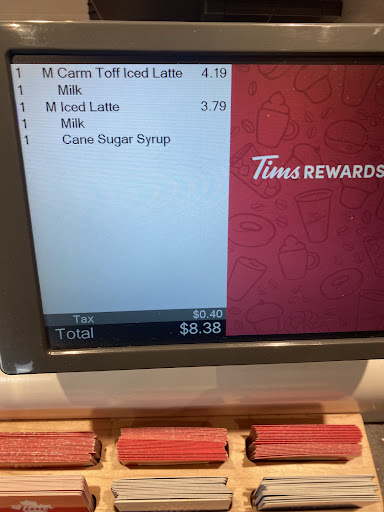 1 M Carm Toff Iced Latte 4.19
1 Milk
1 M Iced Latte 3.79
1 Milk
1 Cane Sugar Syrup
Tims REWARDS
Tax $0.40
Total $8.38
Tims